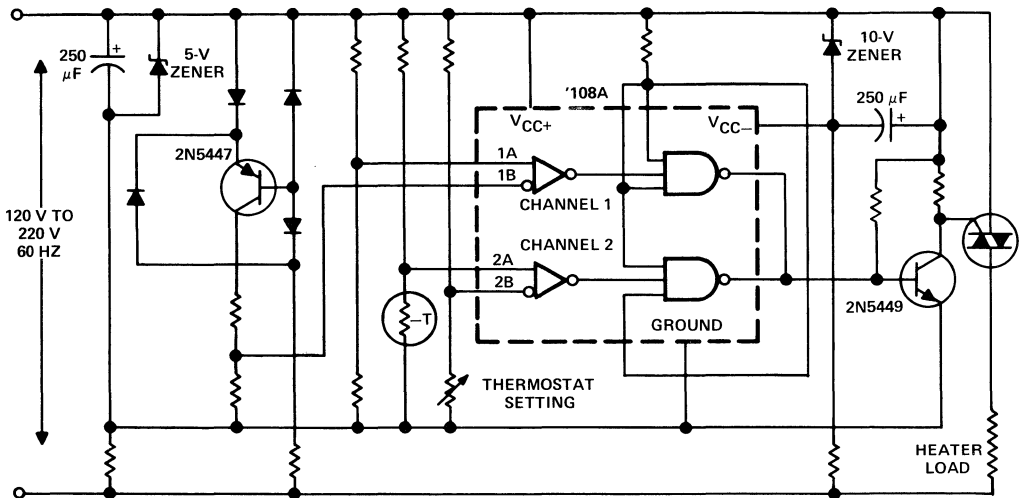 250
μF
+
5-V
ZENER
2N5447
120 V TO
220 V
60 HZ
'108A
VCC+
VCC−
1A
1B
CHANNEL 1
CHANNEL 2
2A
2B
−T
GROUND
THERMOSTAT
SETTING
10-V
ZENER
250 μF
+
2N5449
HEATER
LOAD